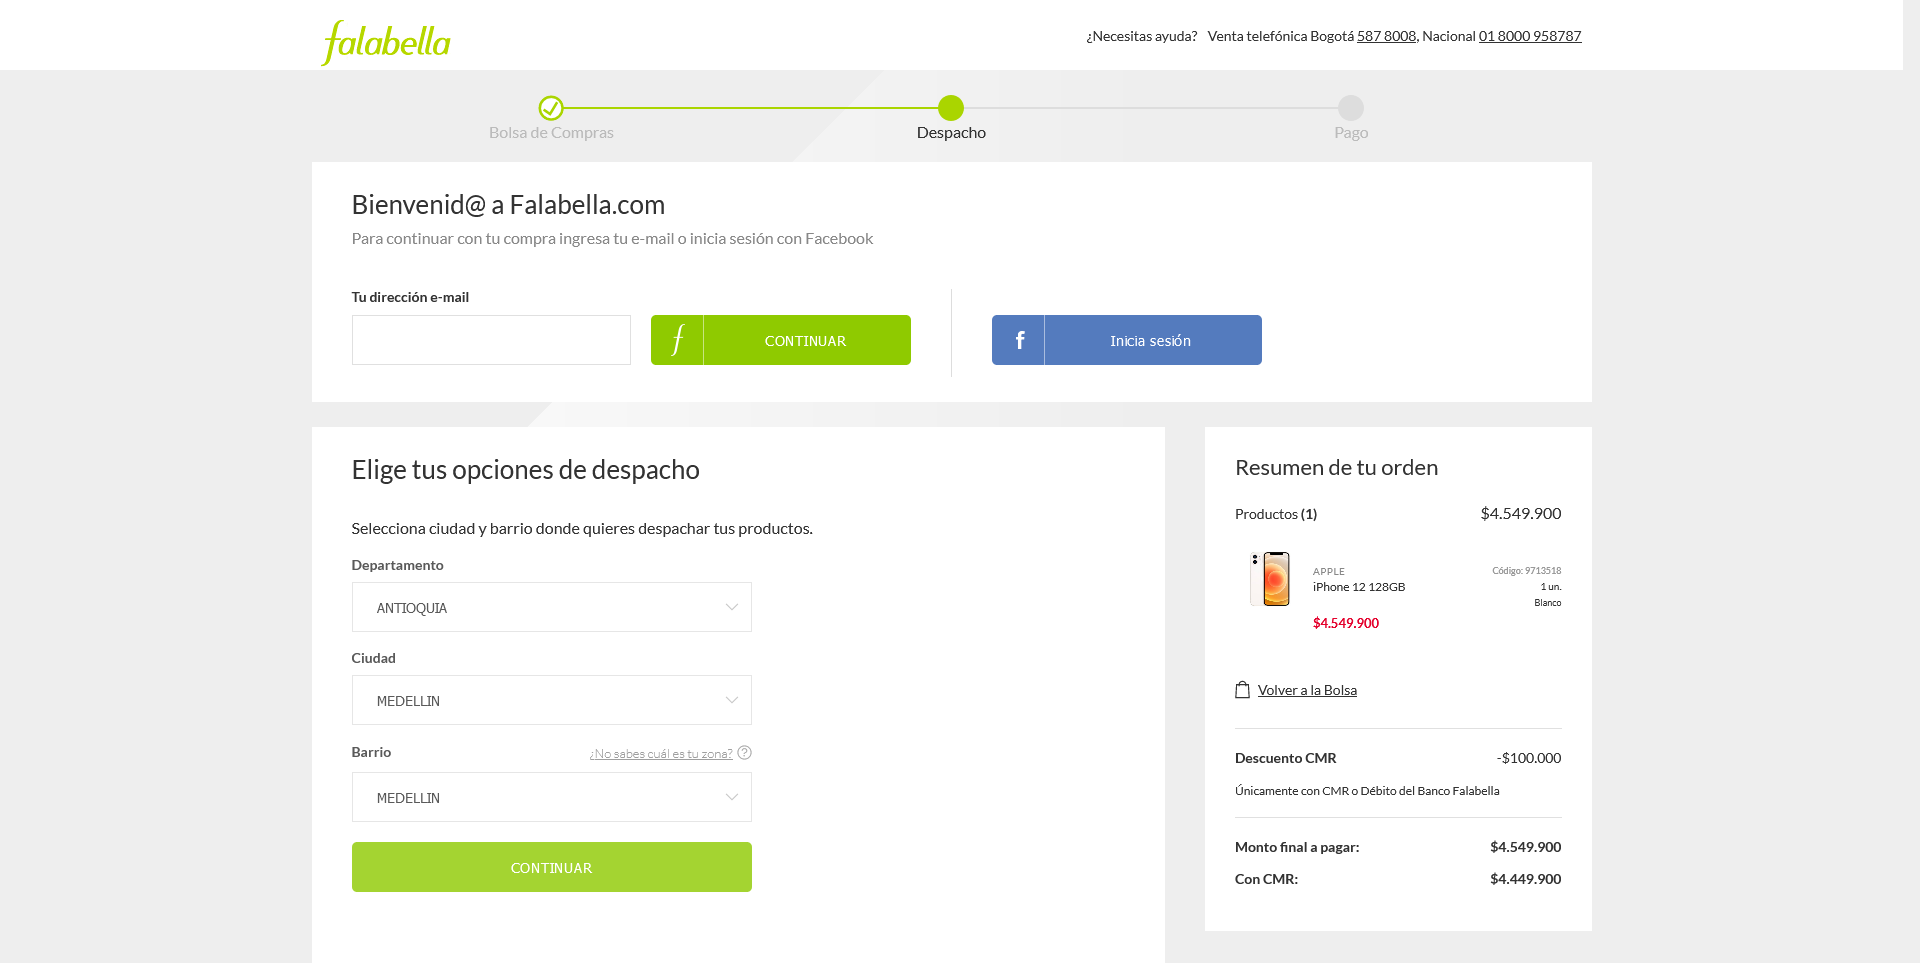 falabella
¿Necesitas ayuda? Venta telefónica Bogotá 587 8008, Nacional 01 8000 958787
Bolsa de Compras
Despacho
Pago
Bienvenid@ a Falabella.com
Para continuar con tu compra ingresa tu e-mail o inicia sesión con Facebook
Tu dirección e-mail
f CONTINUAR
f Inicia sesión
Elige tus opciones de despacho
Selecciona ciudad y barrio donde quieres despachar tus productos.
Departamento
ANTIOQUIA
Ciudad
MEDELLIN
Barrio
¿No sabes cuál es tu zona? ?
MEDELLIN
CONTINUAR
Resumen de tu orden
Productos (1) $4.549.900
APPLE
iPhone 12 128GB
$4.549.900
Código: 9713518
1 un.
Blanco
Volver a la Bolsa
Descuento CMR -$100.000
Únicamente con CMR o Débito del Banco Falabella
Monto final a pagar: $4.549.900
Con CMR: $4.449.900